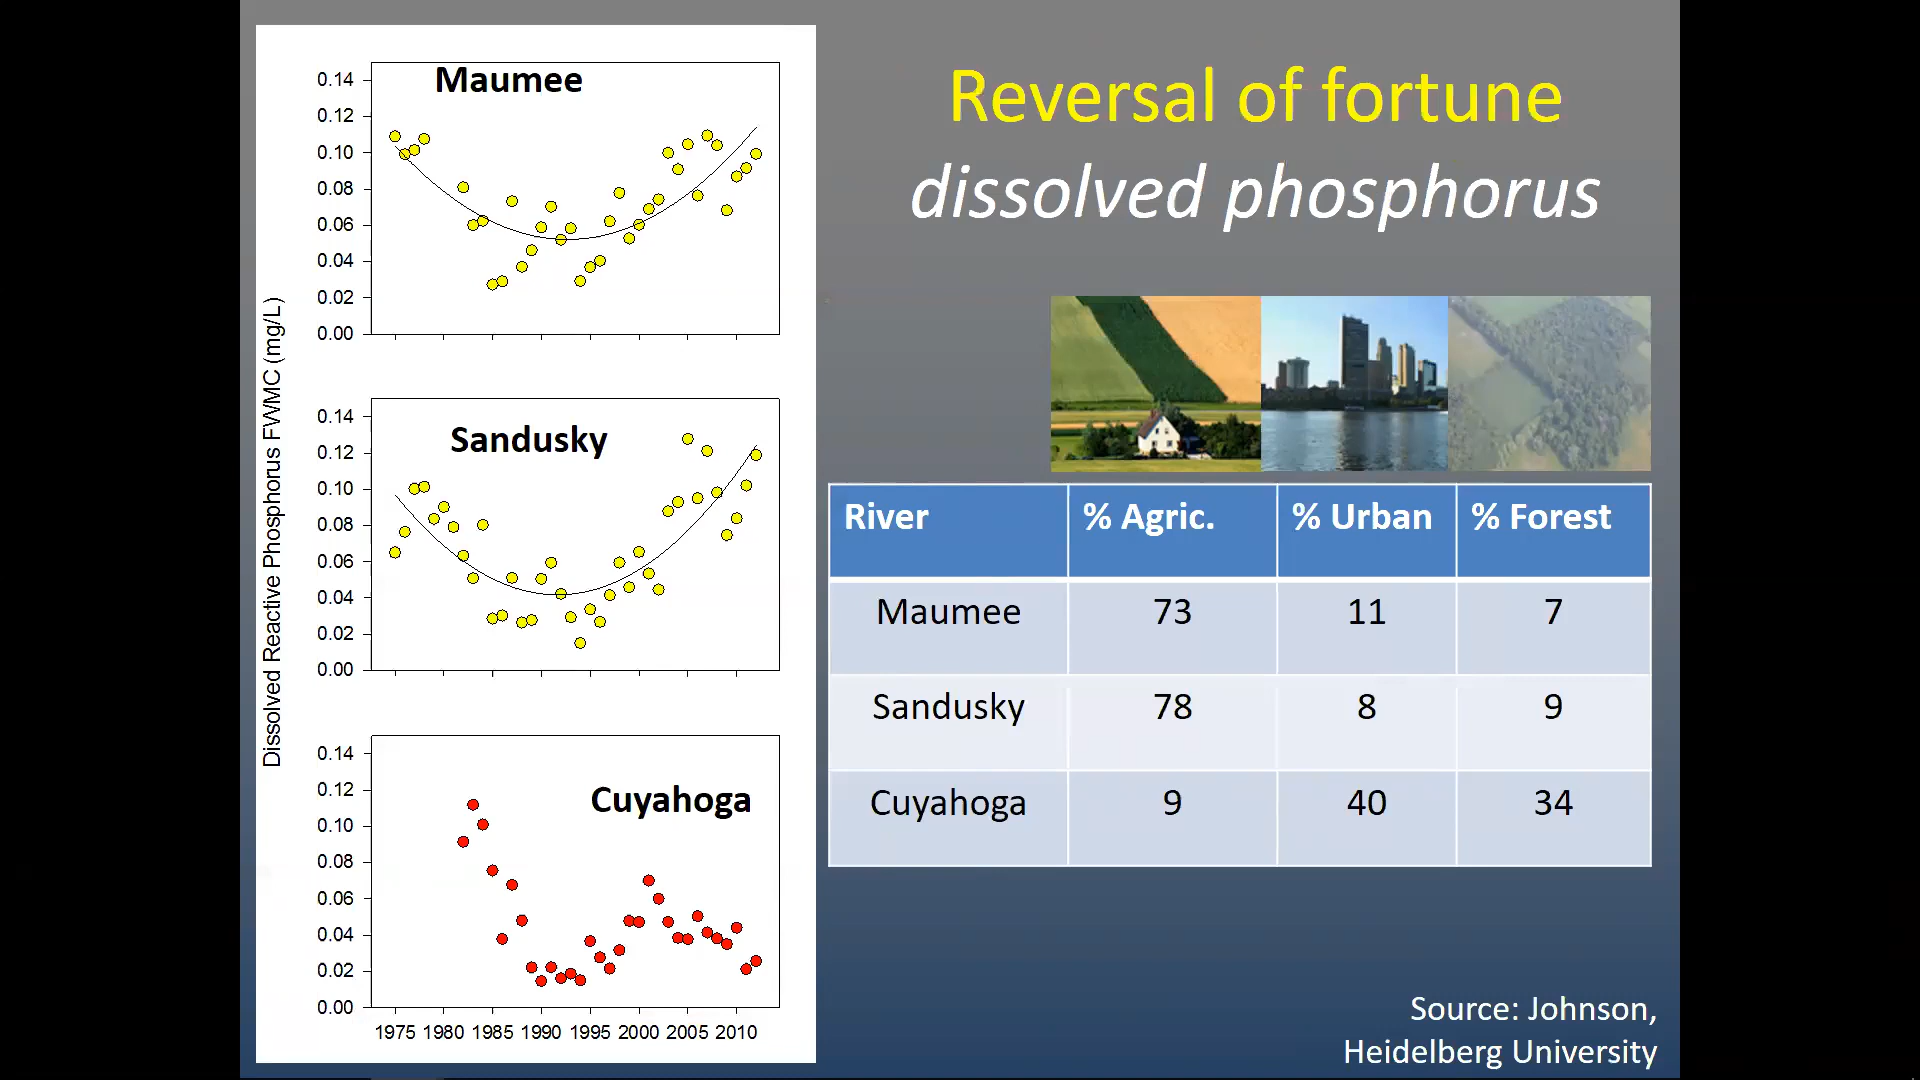 Reversal of fortune
dissolved phosphorus
Dissolved Reactive Phosphorus FWMC (mg/L)
Maumee
0.14
0.12
0.10
0.08
0.06
0.04
0.02
0.00
Sandusky
0.14
0.12
0.10
0.08
0.06
0.04
0.02
0.00
Cuyahoga
0.14
0.12
0.10
0.08
0.06
0.04
0.02
0.00
1975 1980 1985 1990 1995 2000 2005 2010
River % Agric. % Urban % Forest
Maumee 73 11 7
Sandusky 78 8 9
Cuyahoga 9 40 34
Source: Johnson,
Heidelberg University